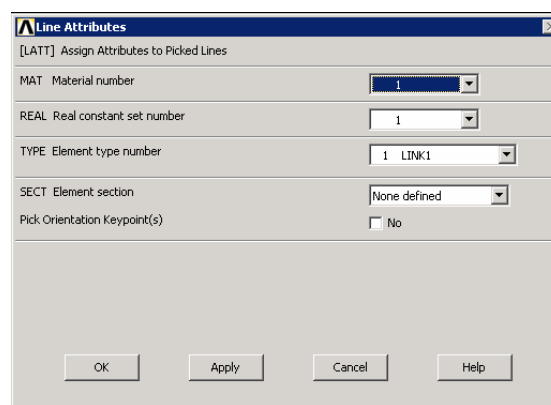 Line Attributes
[LATT] Assign Attributes to Picked Lines
MAT Material number 1
REAL Real constant set number 1
TYPE Element type number 1 LINK1
SECT Element section None defined
Pick Orientation Keypoint(s) No
OK Apply Cancel Help